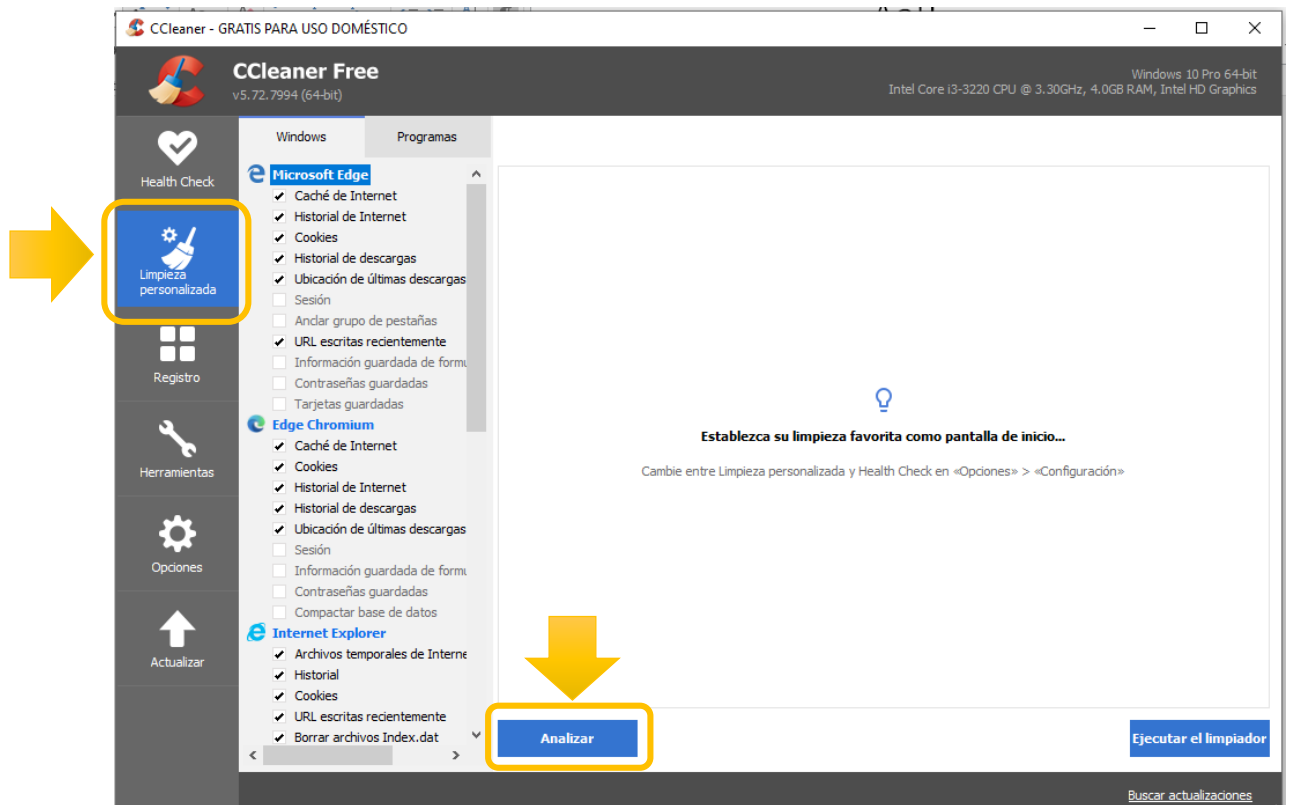 CCleaner - GRATIS PARA USO DOMÉSTICO
CCleaner Free
v5.72.7994 (64-bit)
Windows 10 Pro 64-bit
Intel Core i3-3220 CPU @ 3.30GHz, 4.0GB RAM, Intel HD Graphics
Health Check
Limpieza
personalizada
Registro
Herramientas
Opciones
Actualizar
Windows
Programas
Microsoft Edge
Caché de Internet
Historial de Internet
Cookies
Historial de descargas
Ubicación de últimas descargas
Sesión
Anclar grupo de pestañas
URL escritas recientemente
Información guardada de formu
Contraseñas guardadas
Tarjetas guardadas
Edge Chromium
Caché de Internet
Cookies
Historial de Internet
Historial de descargas
Ubicación de últimas descargas
Sesión
Información guardada de formu
Contraseñas guardadas
Compactar base de datos
Internet Explorer
Archivos temporales de Interne
Historial
Cookies
URL escritas recientemente
Borrar archivos Index.dat
Establezca su limpieza favorita como pantalla de inicio...
Cambie entre Limpieza personalizada y Health Check en «Opciones» > «Configuración»
Analizar
Ejecutar el limpiador
Buscar actualizaciones